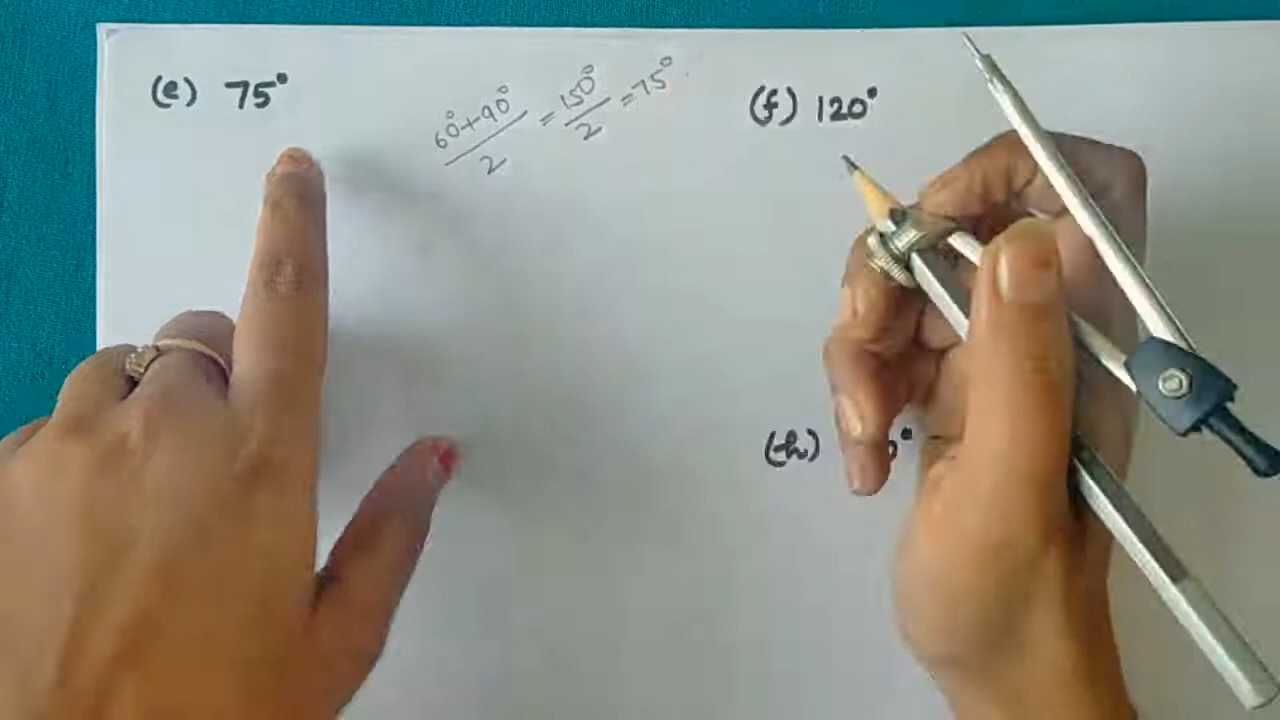 (e) 75°
60°+90°/2 = 150°/2 = 75°
(f) 120°
(h)